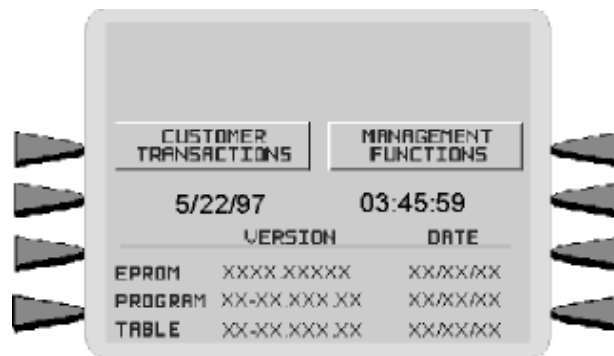 CUSTOMER MANAGEMENT
TRANSACTIONS FUNCTIONS
5/22/97 03:45:59
VERSION DATE
EPROM XXXX.XXXXX XX/XX/XX
PROGRAM XX-XX.XXX.XX XX/XX/XX
TABLE XX-XX.XXX.XX XX/XX/XX